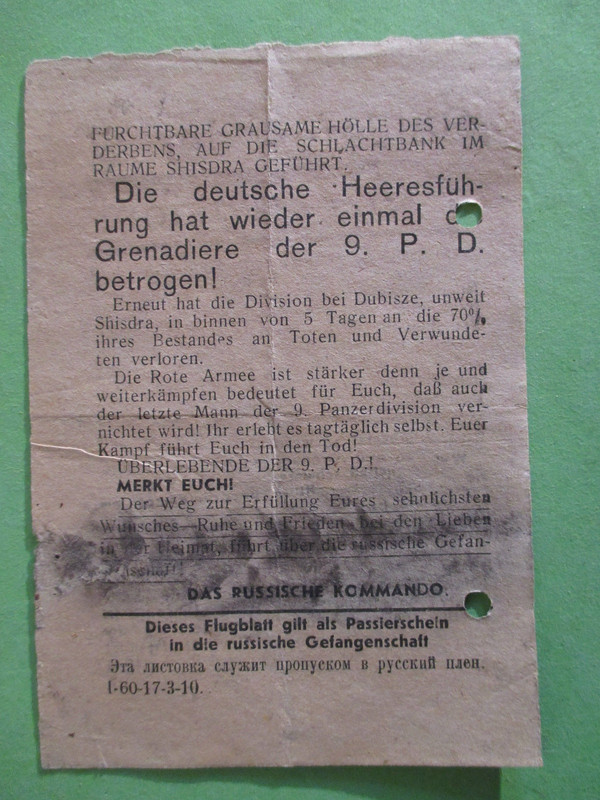 FURCHTBARE GRAUSAME HÖLLE DES VER-
DERBENS, AUF DIE SCHLACHTBANK IM
RAUME SHISDRA GEFÜHRT.
Die deutsche Heeresfüh-
rung hat wieder einmal
Grenadiere der 9. P. D.
betrogen!
Erneut hat die Division bei Dubisze, unweit
Shisdra, in binnen von 5 Tagen an die 70%
ihres Bestandes an Toten und Verwunde-
ten verloren.
Die Rote Armee ist stärker denn je und
weiterkämpfen bedeutet für Euch, daß auch
der letzte Mann der 9. Panzerdivision ver-
nichtet wird! Ihr erlebt es tagtäglich selbst. Euer
Kampf führt Euch in den Tod!
ÜBERLEBENDE DER 9. P. D.!
MERKT EUCH!
Der Weg zur Erfüllung Eures sehnlichsten
Wunsches—Ruhe und Frieden bei den Lieben
in der Heimat, führt über die russische Gefan-
DAS RUSSISCHE KOMMANDO.
Dieses Flugblatt gilt als Passierschein
in die russische Gefangenschaft
Эта листовка служит пропуском в русский плен.
I-60-17-3-10.